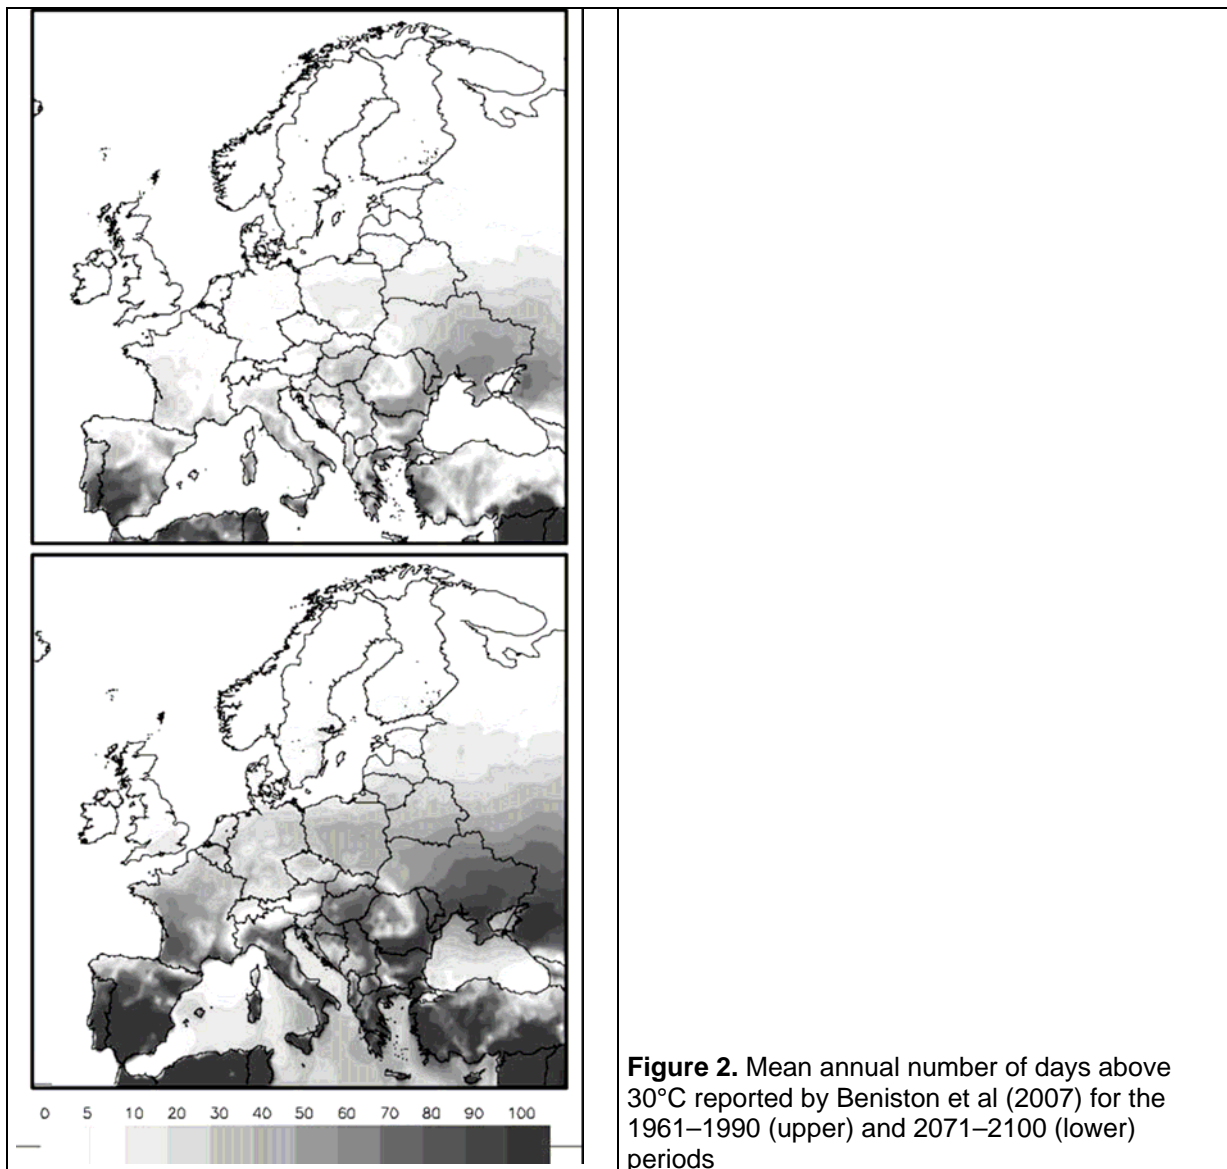 0 5 10 20 30 40 50 60 70 80 90 100
Figure 2. Mean annual number of days above
30°C reported by Beniston et al (2007) for the
1961–1990 (upper) and 2071–2100 (lower)
periods